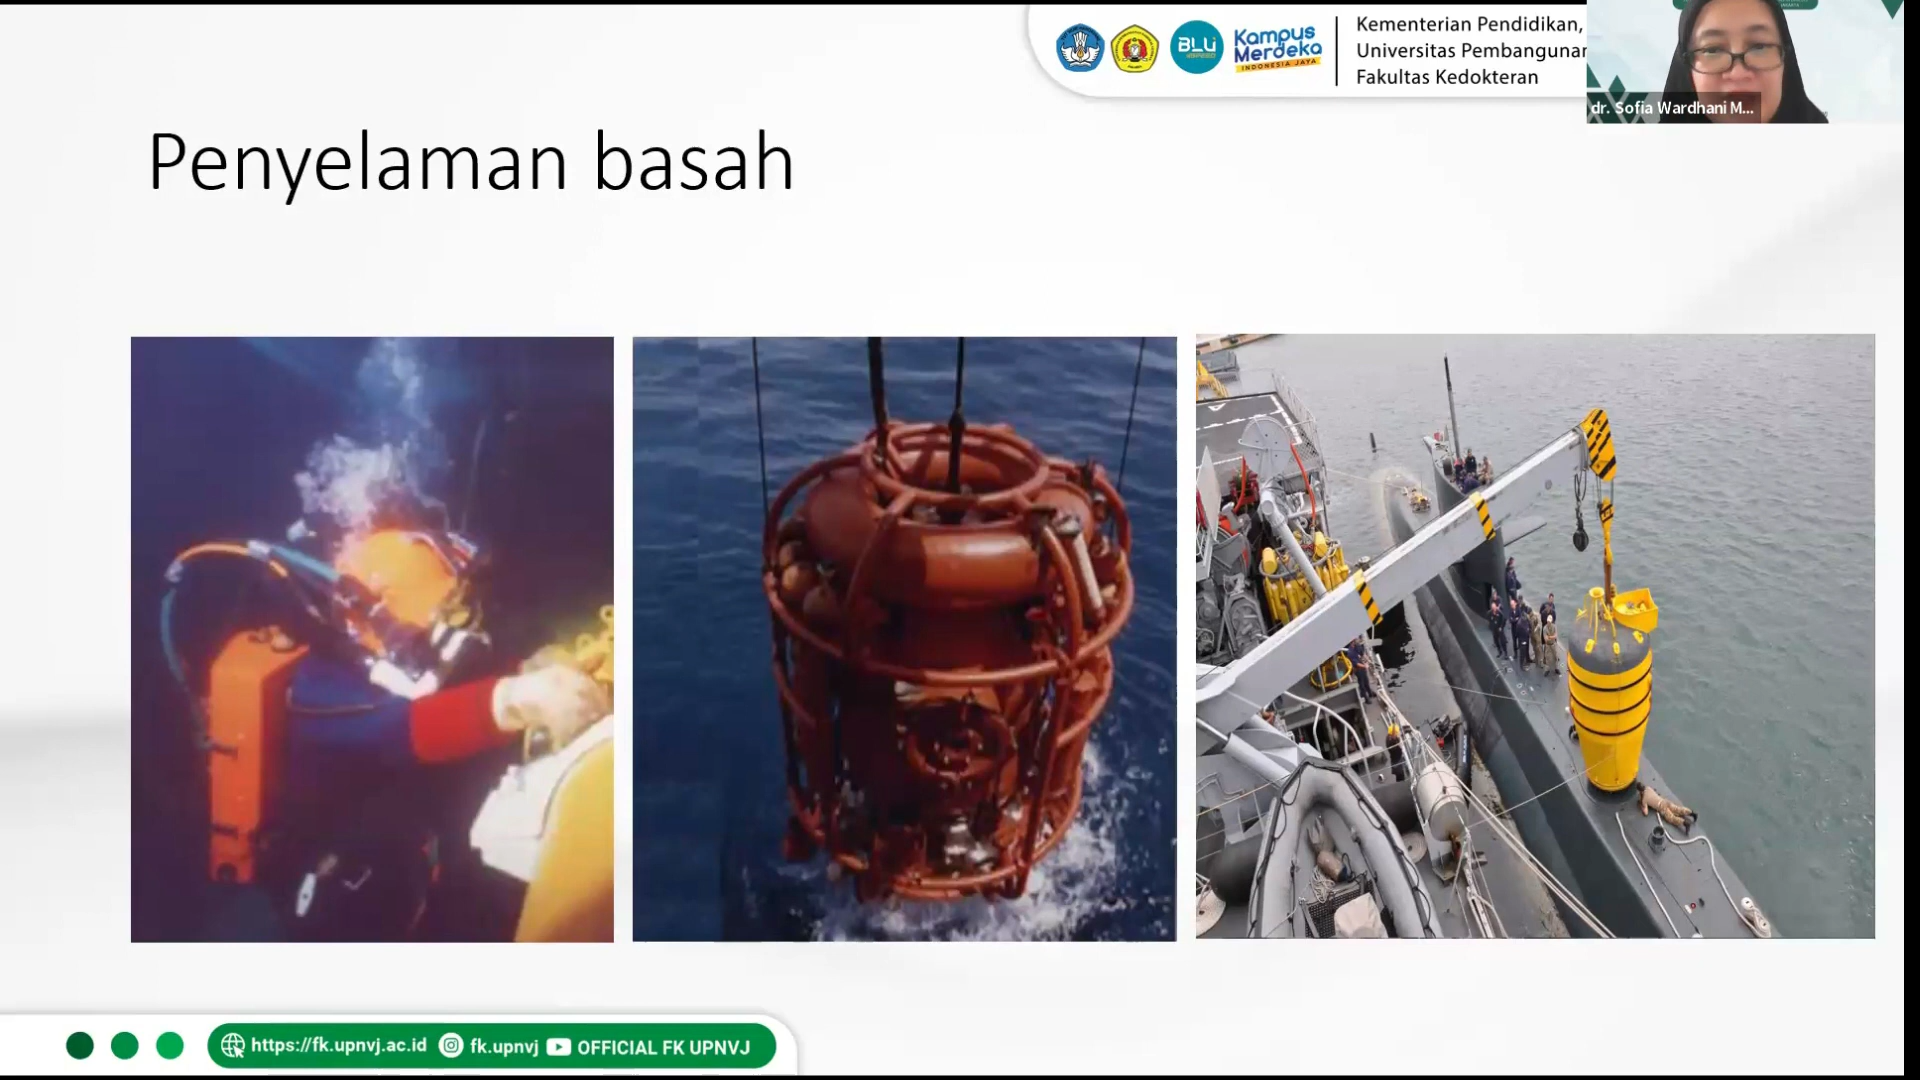 BLU
SPEED
Kampus
Merdeka
INDONESIA JAYA
Kementerian Pendidikan,
Universitas Pembangunan
Fakultas Kedokteran
dr. Sofia Wardhani M...
Penyelaman basah
https://fk.upnvj.ac.id
fk.upnvj
OFFICIAL FK UPNVJ